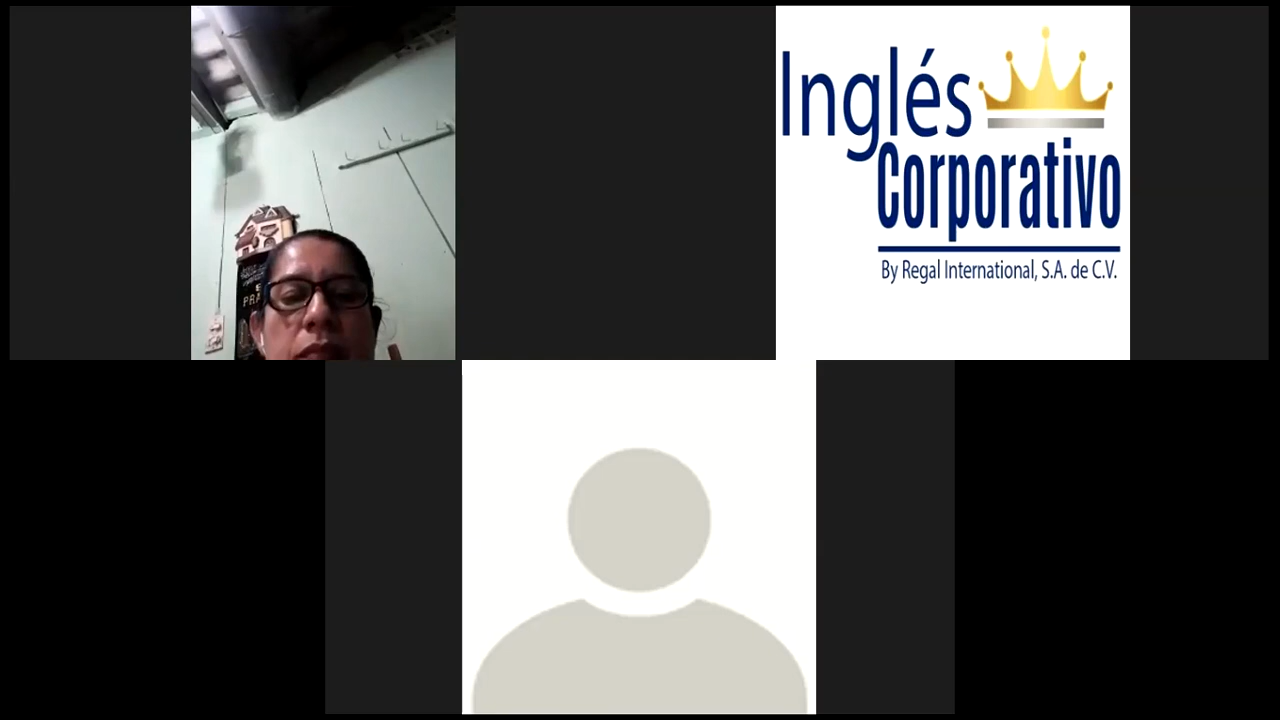 Inglés
Corporativo
By Regal International, S.A. de C.V.